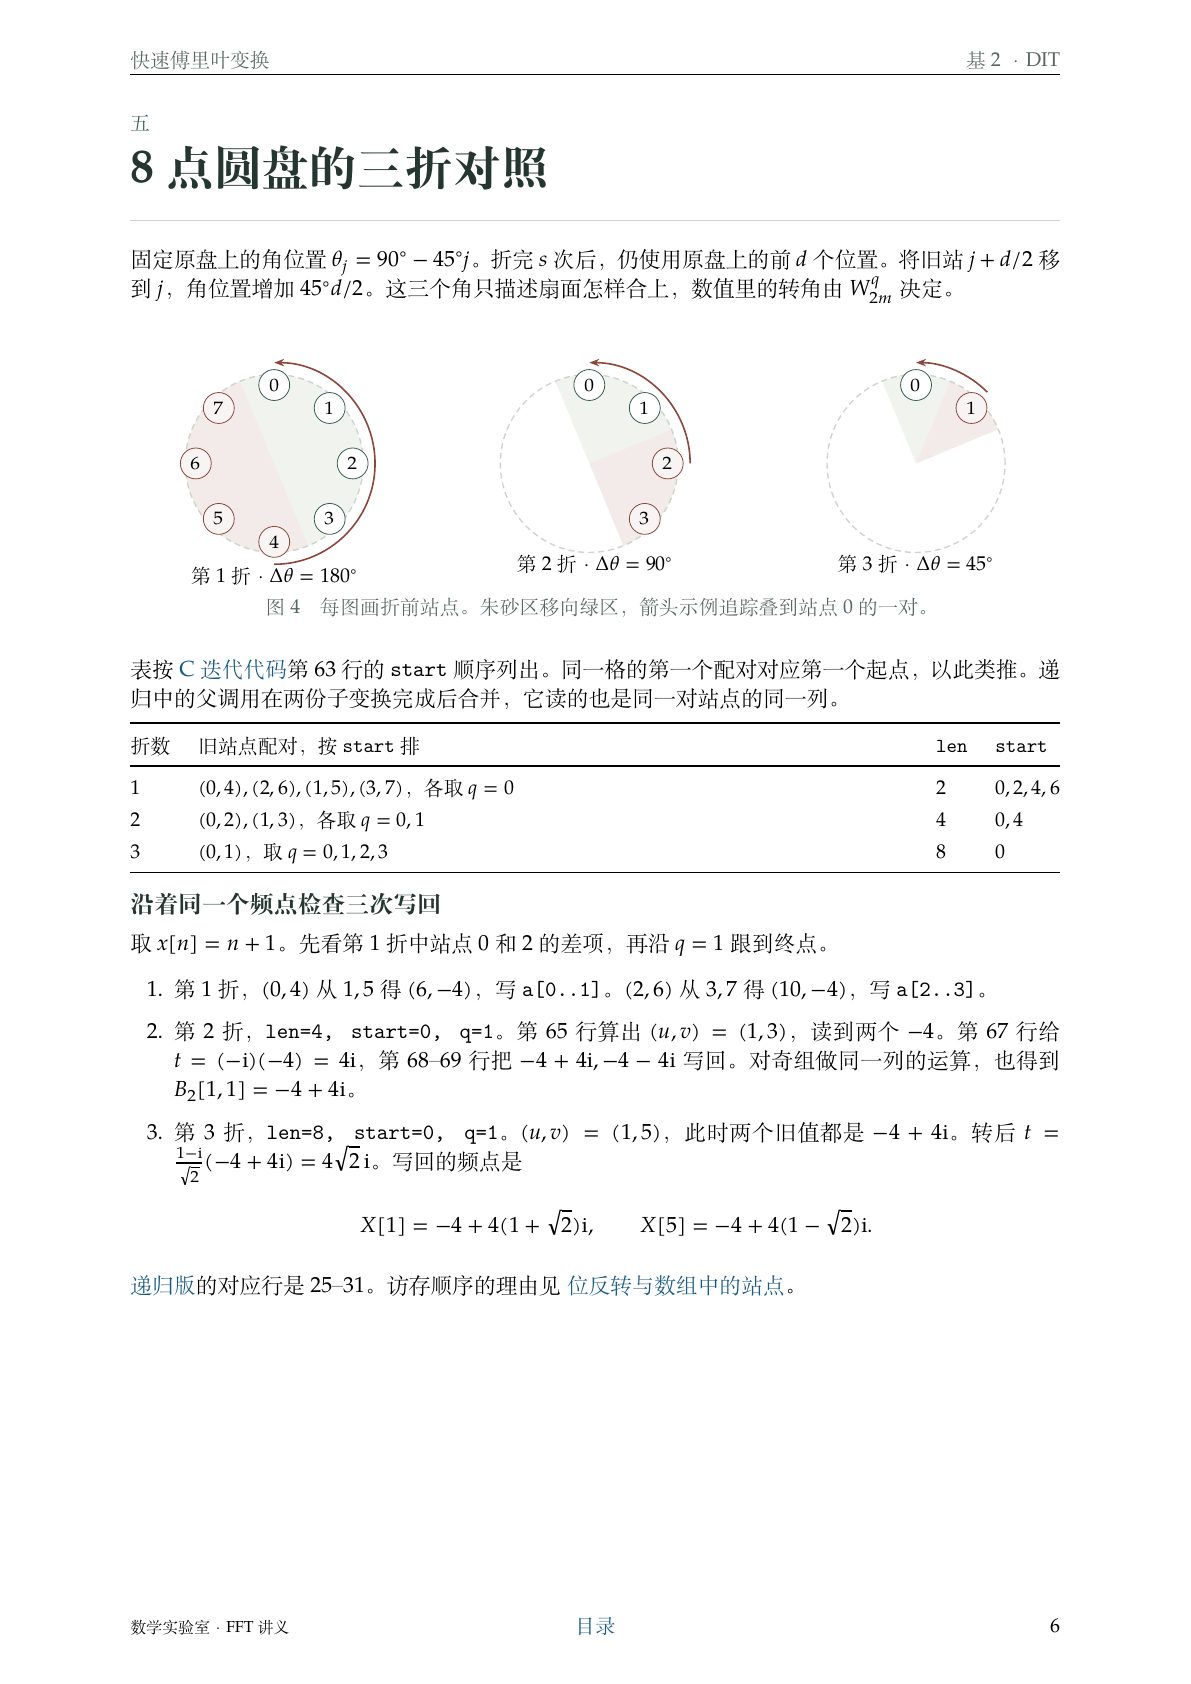 快速傅里叶变换
基 2 · DIT
五
8 点圆盘的三折对照
固定原盘上的角位置 θ_j = 90° − 45°j。折完 s 次后，仍使用原盘上的前 d 个位置。将旧站 j + d/2 移
到 j，角位置增加 45°d/2。这三个角只描述扇面怎样合上，数值里的转角由 W_{2m}^q 决定。
0
1
2
3
4
5
6
7
第 1 折 · Δθ = 180°
0
1
2
3
第 2 折 · Δθ = 90°
0
1
第 3 折 · Δθ = 45°
图 4 每图画折前站点。朱砂区移向绿区，箭头示例追踪叠到站点 0 的一对。
表按 C 迭代代码第 63 行的 start 顺序列出。同一格的第一个配对对应第一个起点，以此类推。递
归中的父调用在两份子变换完成后合并，它读的也是同一对站点的同一列。
折数 旧站点配对，按 start 排 len start
1 (0, 4), (2, 6), (1, 5), (3, 7)，各取 q = 0 2 0, 2, 4, 6
2 (0, 2), (1, 3)，各取 q = 0, 1 4 0, 4
3 (0, 1)，取 q = 0, 1, 2, 3 8 0
沿着同一个频点检查三次写回
取 x[n] = n + 1。先看第 1 折中站点 0 和 2 的差项，再沿 q = 1 跟到终点。
1. 第 1 折，(0, 4) 从 1, 5 得 (6, −4)，写 a[0..1]。(2, 6) 从 3, 7 得 (10, −4)，写 a[2..3]。
2. 第 2 折，len=4, start=0, q=1。第 65 行算出 (u, v) = (1, 3)，读到两个 −4。第 67 行给
t = (−i)(−4) = 4i，第 68–69 行把 −4 + 4i, −4 − 4i 写回。对奇组做同一列的运算，也得到
B₂[1, 1] = −4 + 4i。
3. 第 3 折，len=8, start=0, q=1。(u, v) = (1, 5)，此时两个旧值都是 −4 + 4i。转后 t =
\frac{1−i}{√2}(−4 + 4i) = 4√2 i。写回的频点是
X[1] = −4 + 4(1 + √2)i, X[5] = −4 + 4(1 − √2)i.
递归版的对应行是 25–31。访存顺序的理由见 位反转与数组中的站点。
数学实验室 · FFT 讲义
目录
6